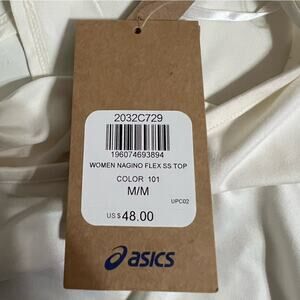 2032C729
196074693894
WOMEN NAGINO FLEX SS TOP
COLOR 101
M/M
UPC02
US $ 48.00
asics